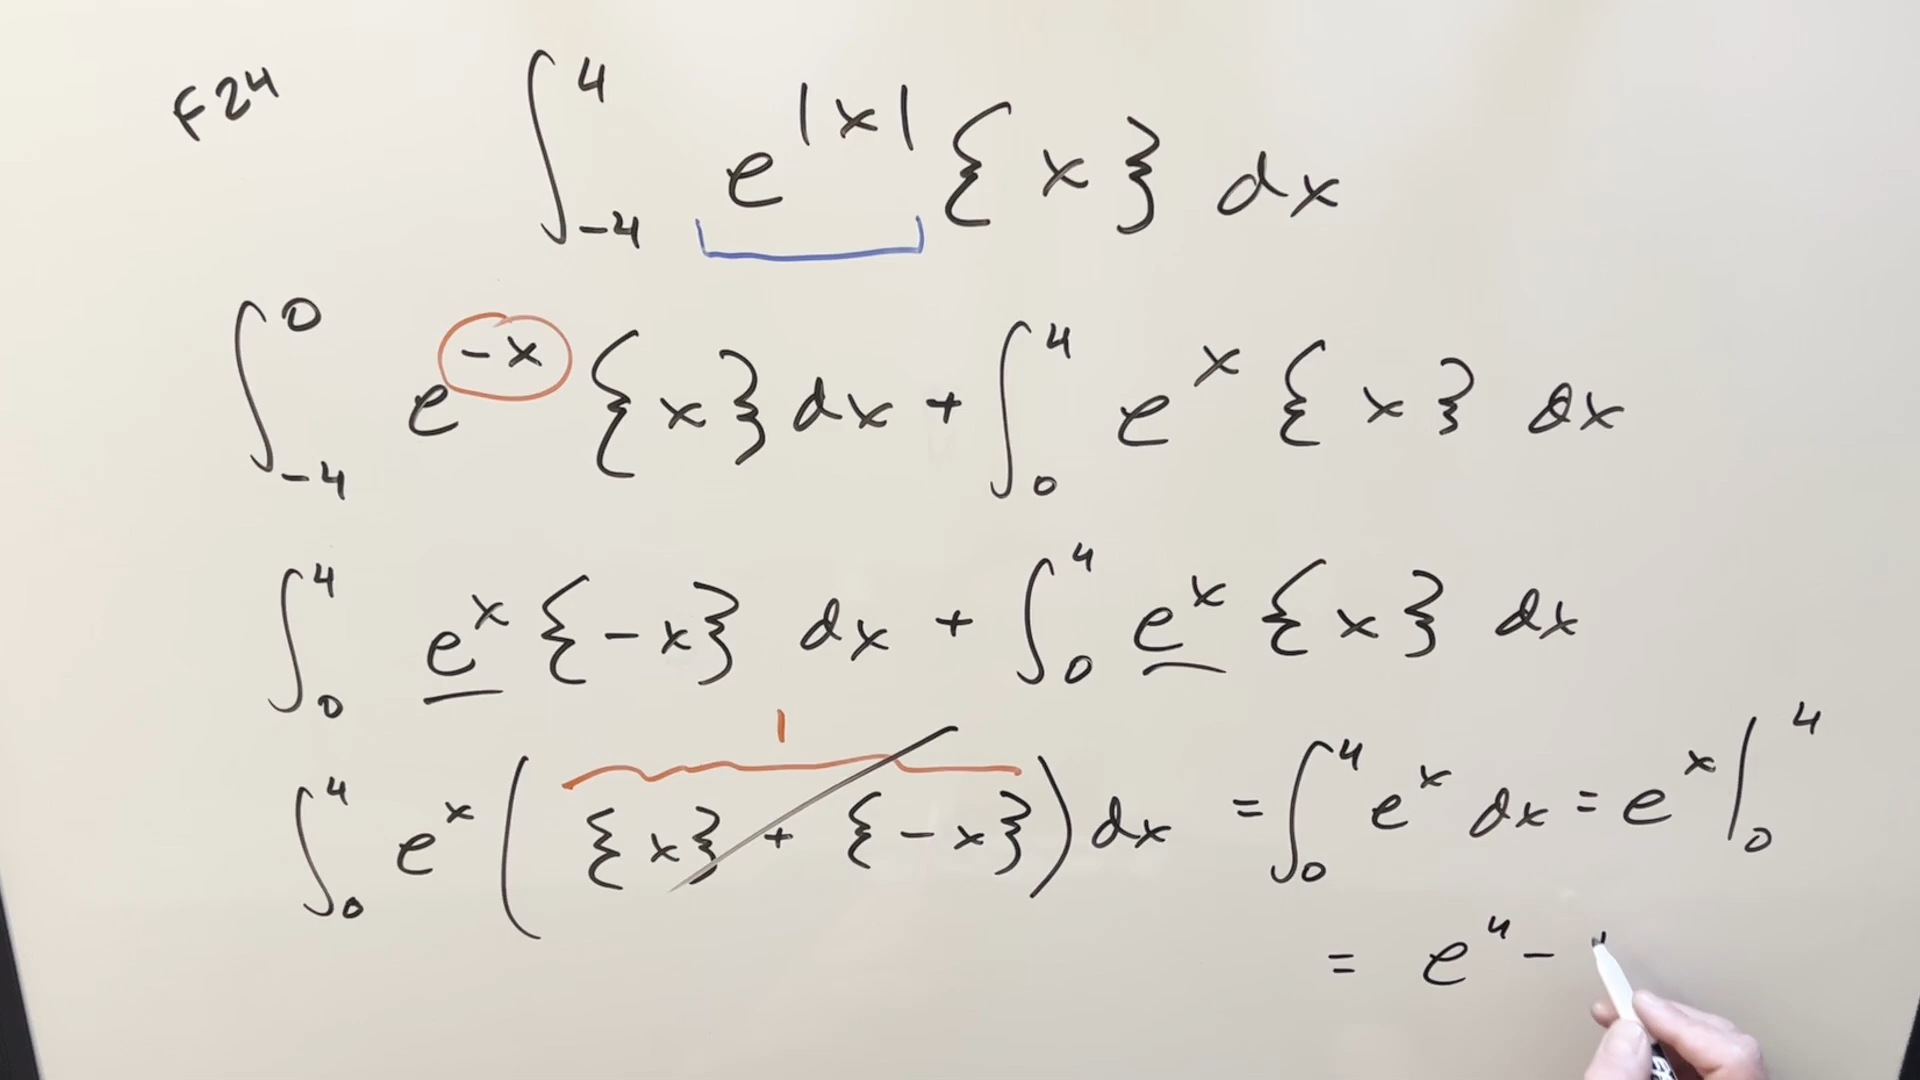 F24
∫_{-4}^{4} e^{|x|} {x} dx
∫_{-4}^{0} e^{-x} {x} dx + ∫_{0}^{4} e^{x} {x} dx
∫_{0}^{4} e^{x} {-x} dx + ∫_{0}^{4} e^{x} {x} dx
1
∫_{0}^{4} e^{x} ( {x} + {-x} ) dx = ∫_{0}^{4} e^{x} dx = e^{x} |_{0}^{4}
= e^{4} -